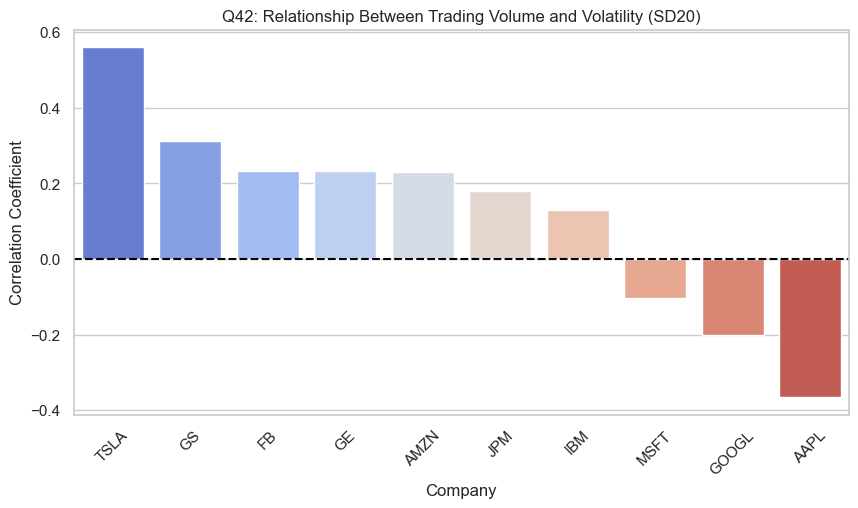 Q42: Relationship Between Trading Volume and Volatility (SD20)
Correlation Coefficient
0.6
0.4
0.2
0.0
−0.2
−0.4
TSLA
GS
FB
GE
AMZN
JPM
IBM
MSFT
GOOGL
AAPL
Company